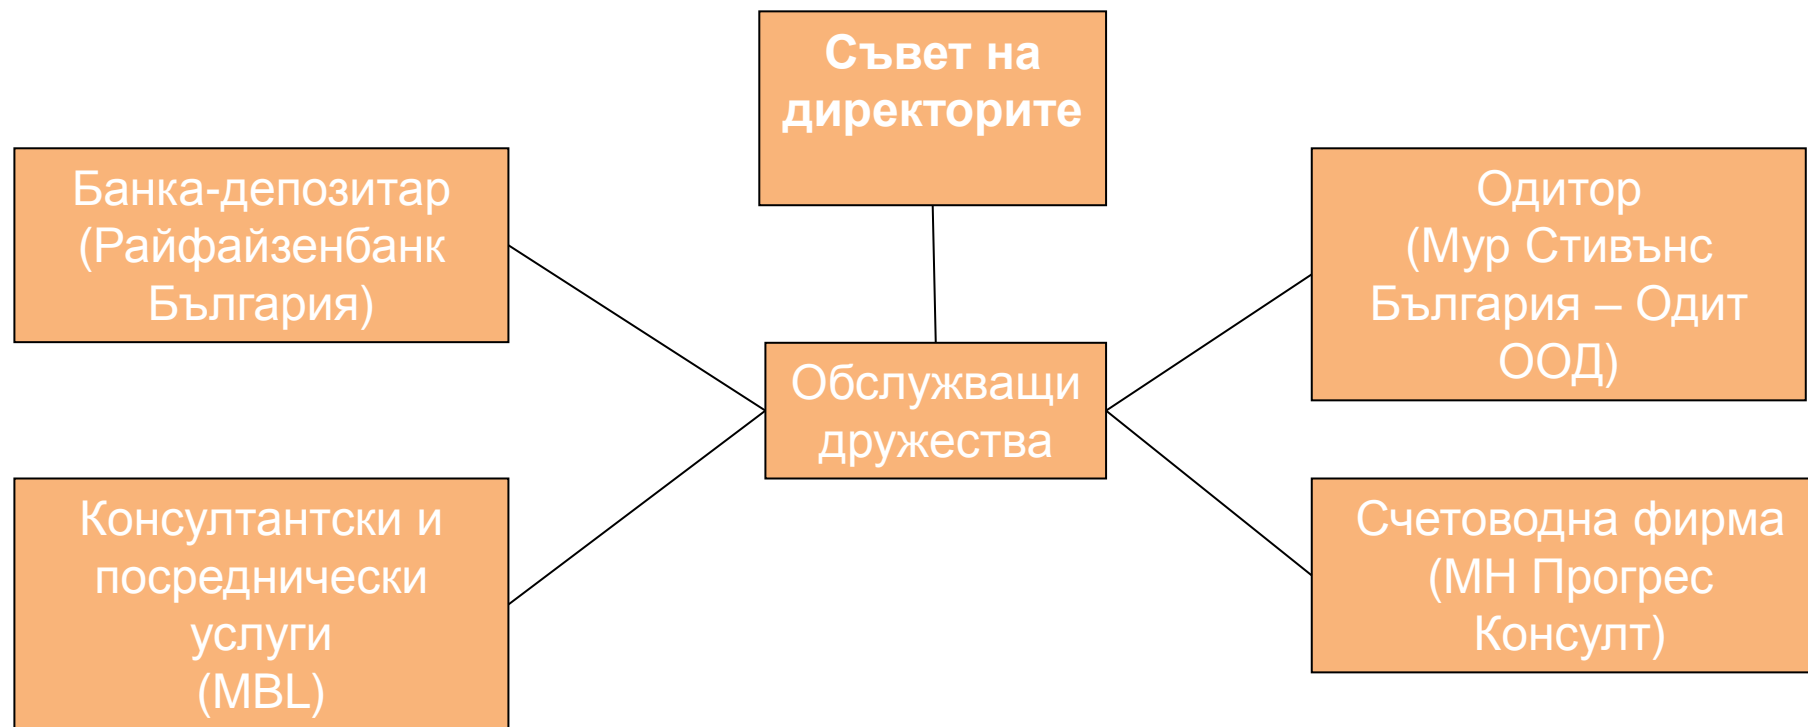 Съвет на
директорите
Банка-депозитар
(Райфайзенбанк
България)
Одитор
(Мур Стивънс
България – Одит
ООД)
Обслужващи
дружества
Консултантски и
посреднически
услуги
(MBL)
Счетоводна фирма
(МН Прогрес
Консулт)